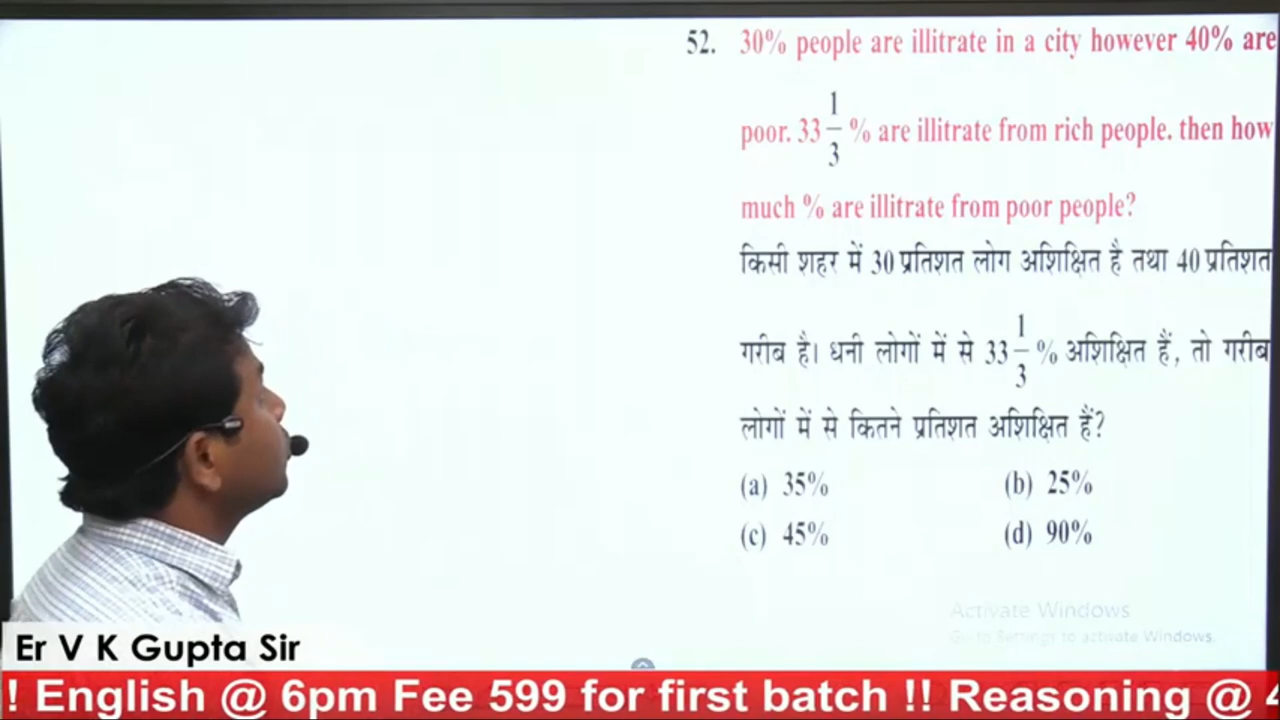 52. 30% people are illitrate in a city however 40% are
poor. 33 1/3 % are illitrate from rich people. then how
much % are illitrate from poor people?
किसी शहर में 30 प्रतिशत लोग अशिक्षित है तथा 40 प्रतिशत
गरीब है। धनी लोगों में से 33 1/3 % अशिक्षित हैं, तो गरीब
लोगों में से कितने प्रतिशत अशिक्षित हैं?
(a) 35% (b) 25%
(c) 45% (d) 90%
Activate Windows
Go to Settings to activate Windows.
Er V K Gupta Sir
! English @ 6pm Fee 599 for first batch !! Reasoning @ 4